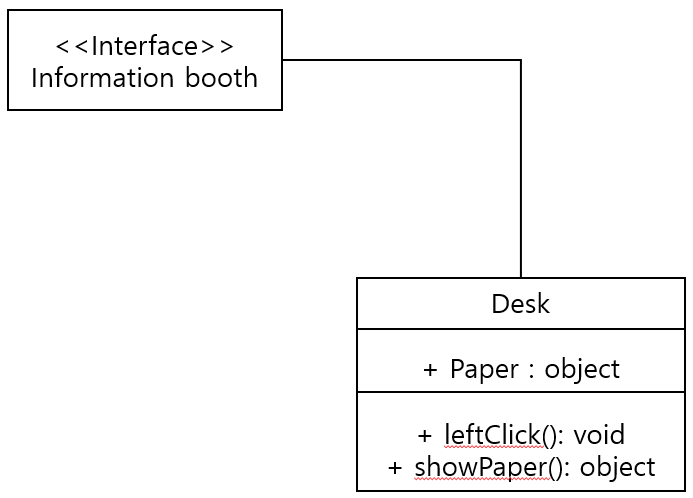 <<Interface>>
Information booth
Desk
+ Paper : object
+ leftClick(): void
+ showPaper(): object